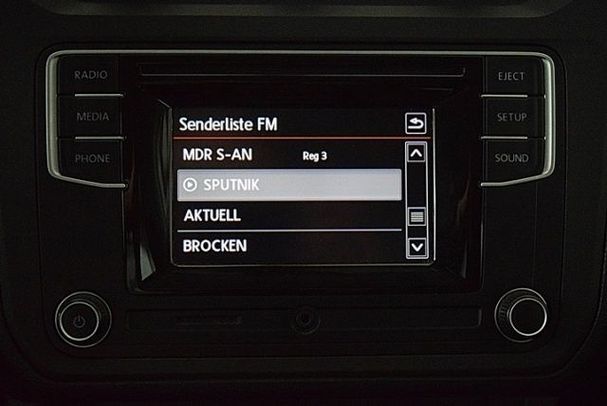 RADIO
EJECT
MEDIA
SETUP
PHONE
SOUND
Senderliste FM
MDR S-AN Reg 3
SPUTNIK
AKTUELL
BROCKEN